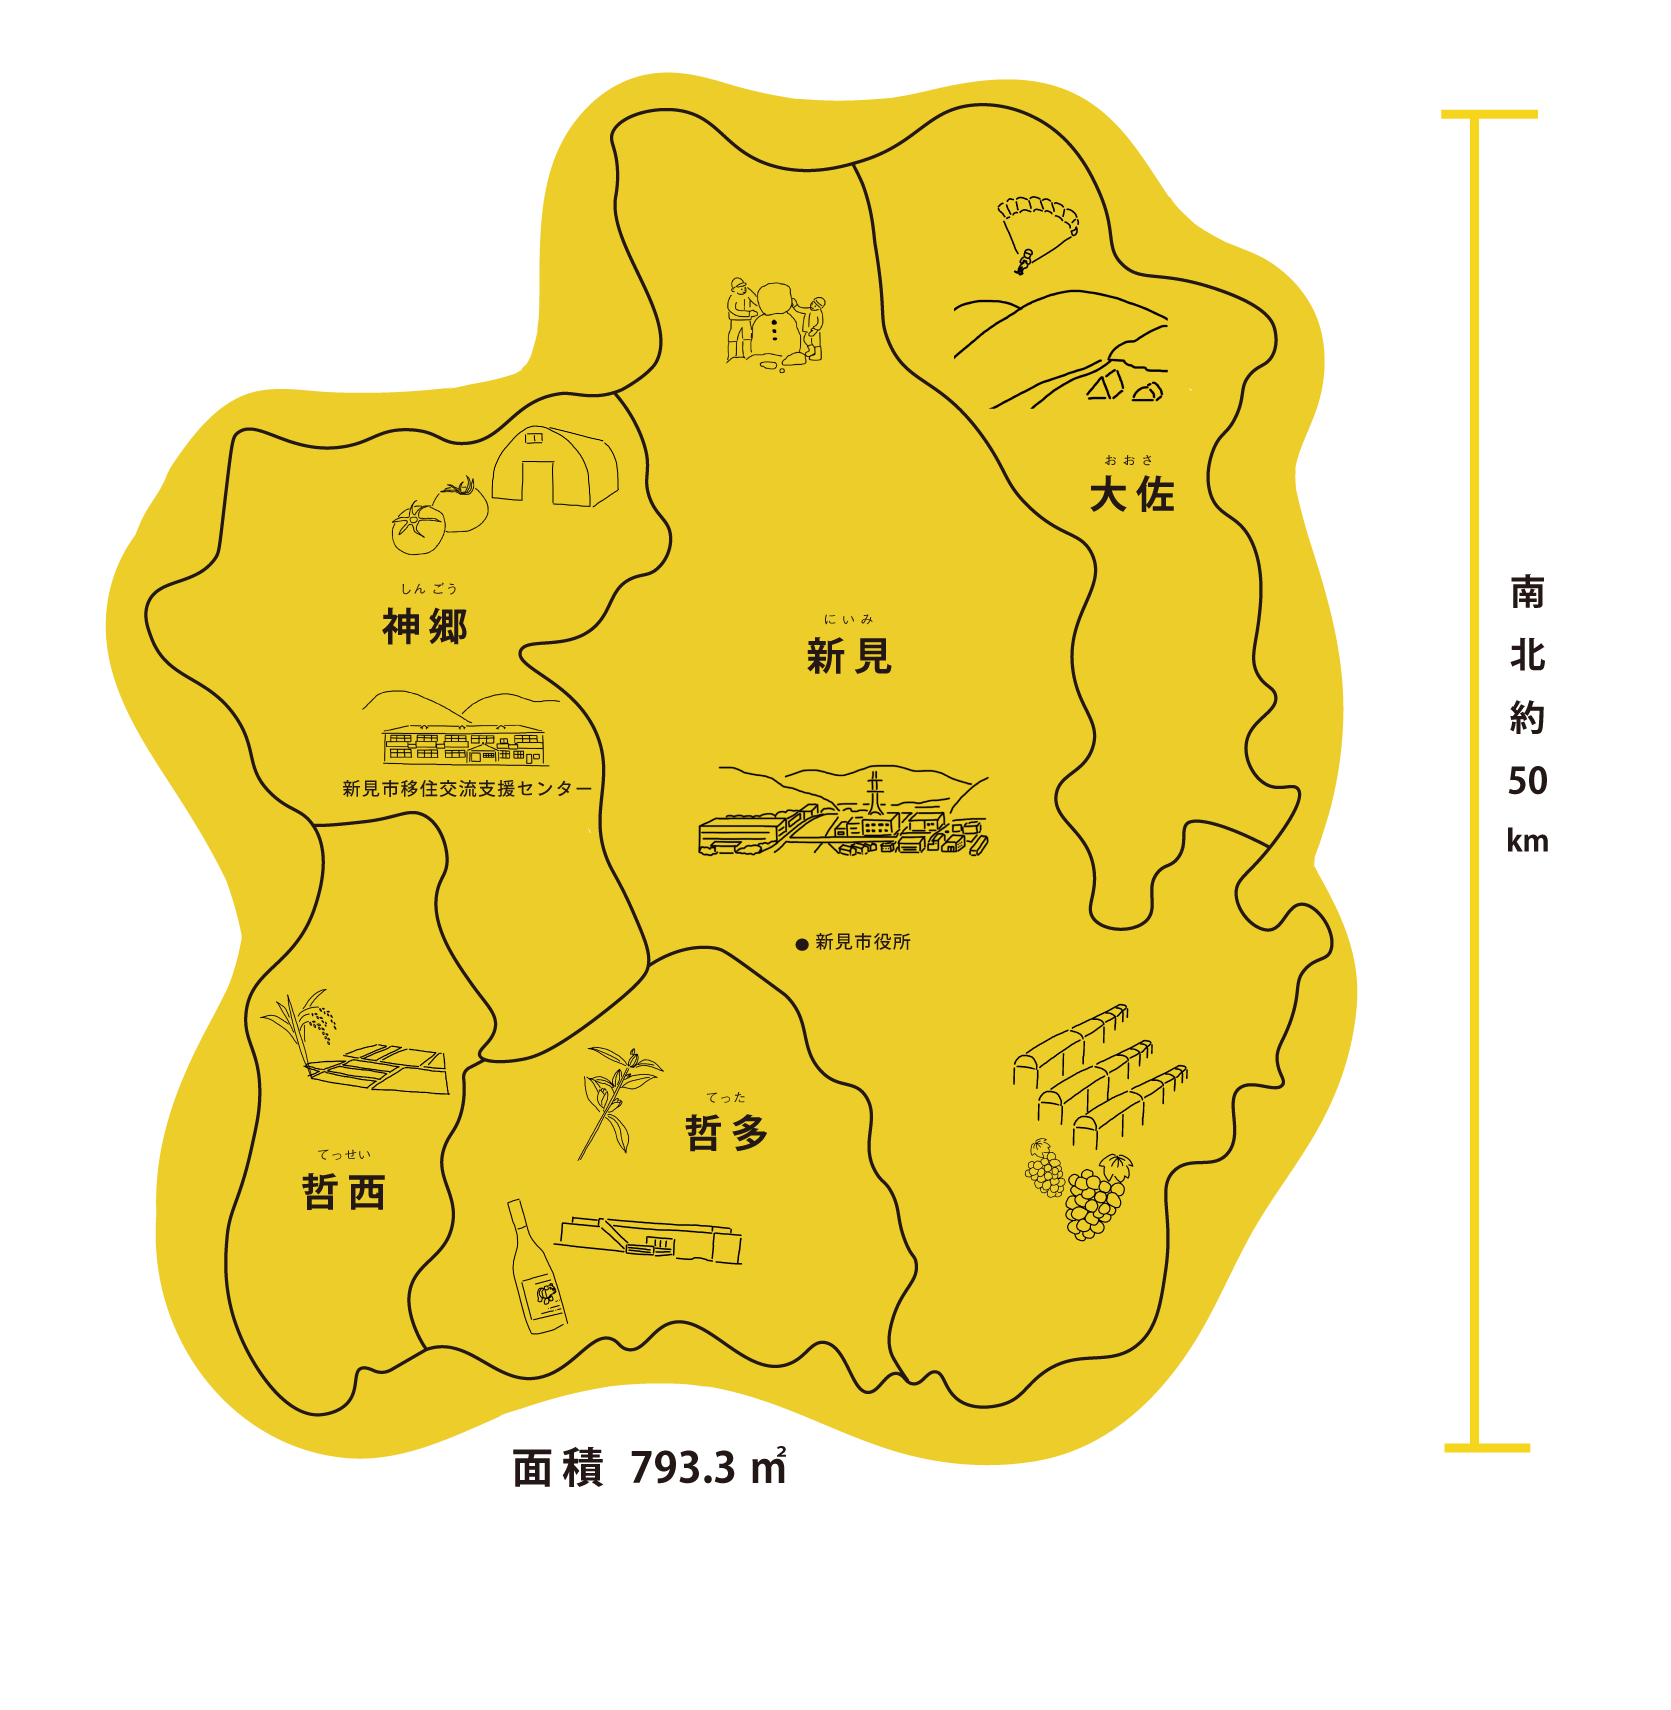 おおさ
大佐
しんごう
神郷
にいみ
新見
新見市移住交流支援センター
新見市役所
てった
哲多
てっせい
哲西
面積 793.3 ㎡
南北約50km